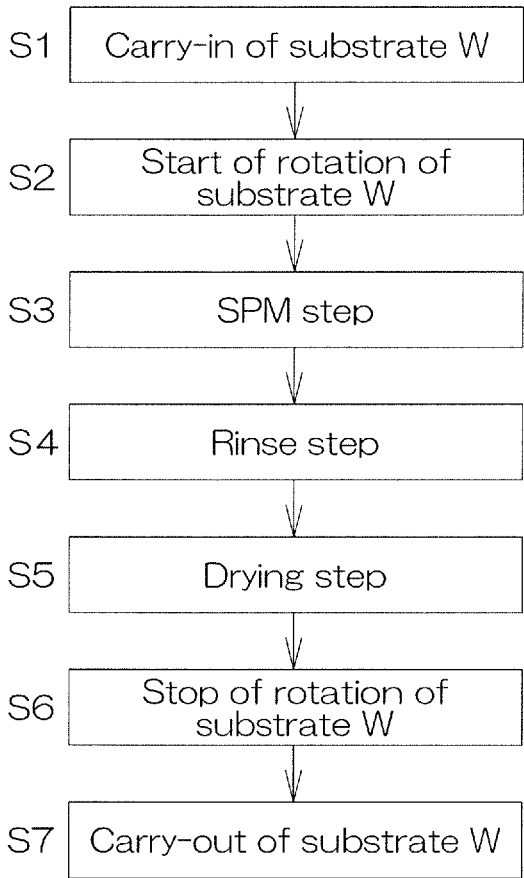 S1 Carry-in of substrate W
S2 Start of rotation of
substrate W
S3 SPM step
S4 Rinse step
S5 Drying step
S6 Stop of rotation of
substrate W
S7 Carry-out of substrate W